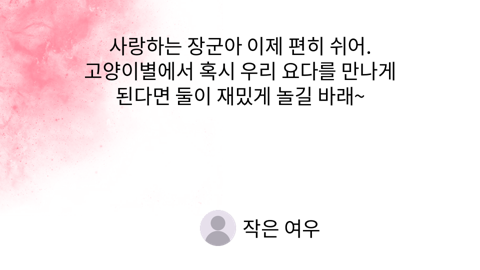 사랑하는 장군아 이제 편히 쉬어.
고양이별에서 혹시 우리 요다를 만나게
된다면 둘이 재밌게 놀길 바래~
작은 여우